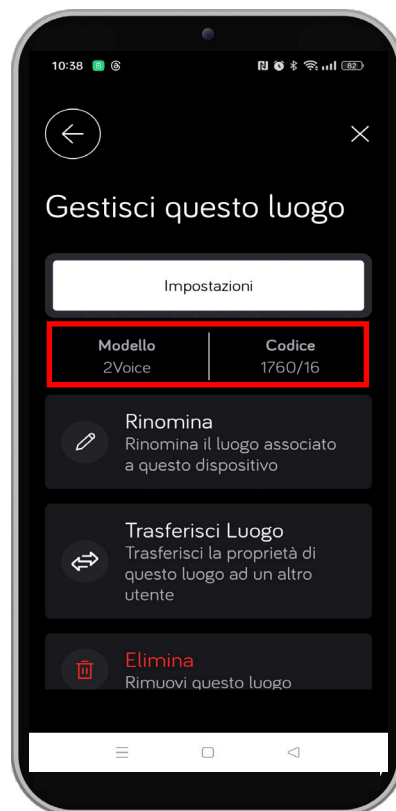 10:38
82
Gestisci questo luogo
Impostazioni
Modello
Codice
2Voice
1760/16
Rinomina
Rinomina il luogo associato
a questo dispositivo
Trasferisci Luogo
Trasferisci la proprietà di
questo luogo ad un altro
utente
Elimina
Rimuovi questo luogo